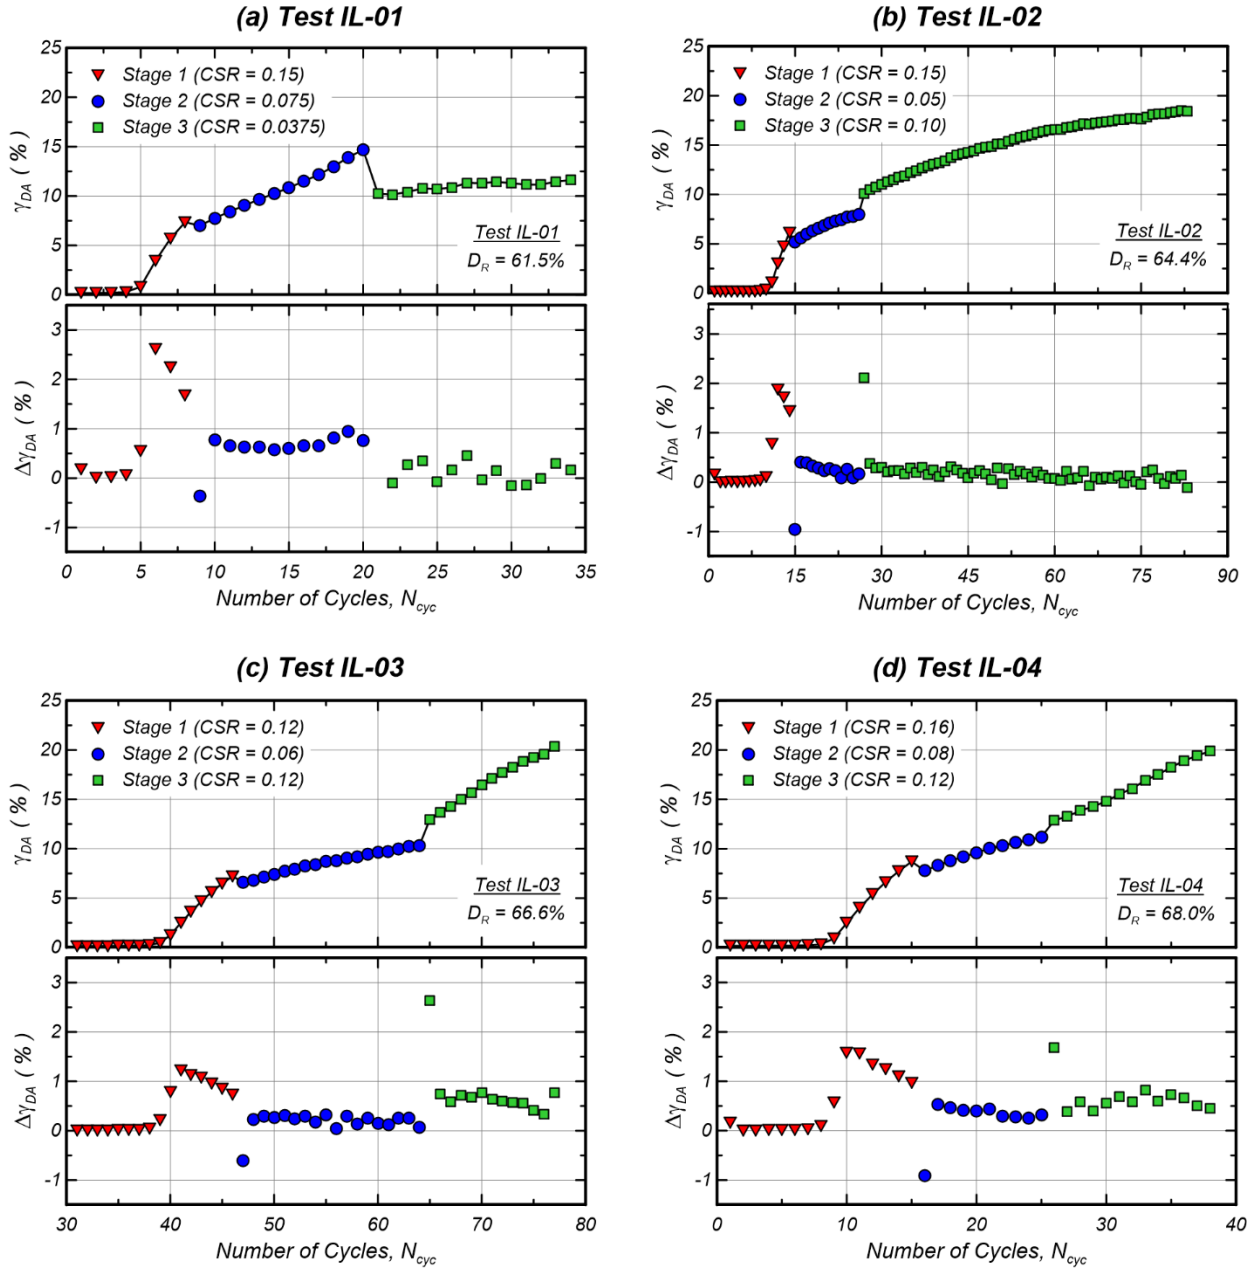 (a) Test IL-01
25
20
15
10
5
0
γDA ( % )
Stage 1 (CSR = 0.15)
Stage 2 (CSR = 0.075)
Stage 3 (CSR = 0.0375)
Test IL-01
DR = 61.5%
3
2
1
0
-1
ΔγDA ( % )
0 5 10 15 20 25 30 35
Number of Cycles, Ncyc
(b) Test IL-02
25
20
15
10
5
0
γDA ( % )
Stage 1 (CSR = 0.15)
Stage 2 (CSR = 0.05)
Stage 3 (CSR = 0.10)
Test IL-02
DR = 64.4%
3
2
1
0
-1
ΔγDA ( % )
0 15 30 45 60 75 90
Number of Cycles, Ncyc
(c) Test IL-03
25
20
15
10
5
0
γDA ( % )
Stage 1 (CSR = 0.12)
Stage 2 (CSR = 0.06)
Stage 3 (CSR = 0.12)
Test IL-03
DR = 66.6%
3
2
1
0
-1
ΔγDA ( % )
30 40 50 60 70 80
Number of Cycles, Ncyc
(d) Test IL-04
25
20
15
10
5
0
γDA ( % )
Stage 1 (CSR = 0.16)
Stage 2 (CSR = 0.08)
Stage 3 (CSR = 0.12)
Test IL-04
DR = 68.0%
3
2
1
0
-1
ΔγDA ( % )
0 10 20 30 40
Number of Cycles, Ncyc